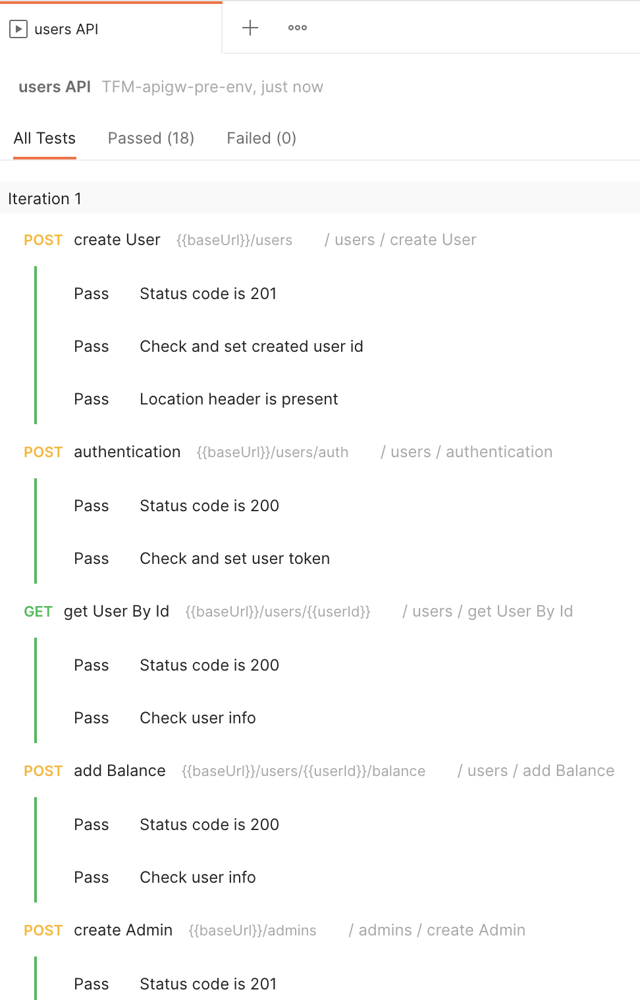 users API
users API TFM-apigw-pre-env, just now
All Tests Passed (18) Failed (0)
Iteration 1
POST create User {{baseUrl}}/users / users / create User
Pass Status code is 201
Pass Check and set created user id
Pass Location header is present
POST authentication {{baseUrl}}/users/auth / users / authentication
Pass Status code is 200
Pass Check and set user token
GET get User By Id {{baseUrl}}/users/{{userId}} / users / get User By Id
Pass Status code is 200
Pass Check user info
POST add Balance {{baseUrl}}/users/{{userId}}/balance / users / add Balance
Pass Status code is 200
Pass Check user info
POST create Admin {{baseUrl}}/admins / admins / create Admin
Pass Status code is 201